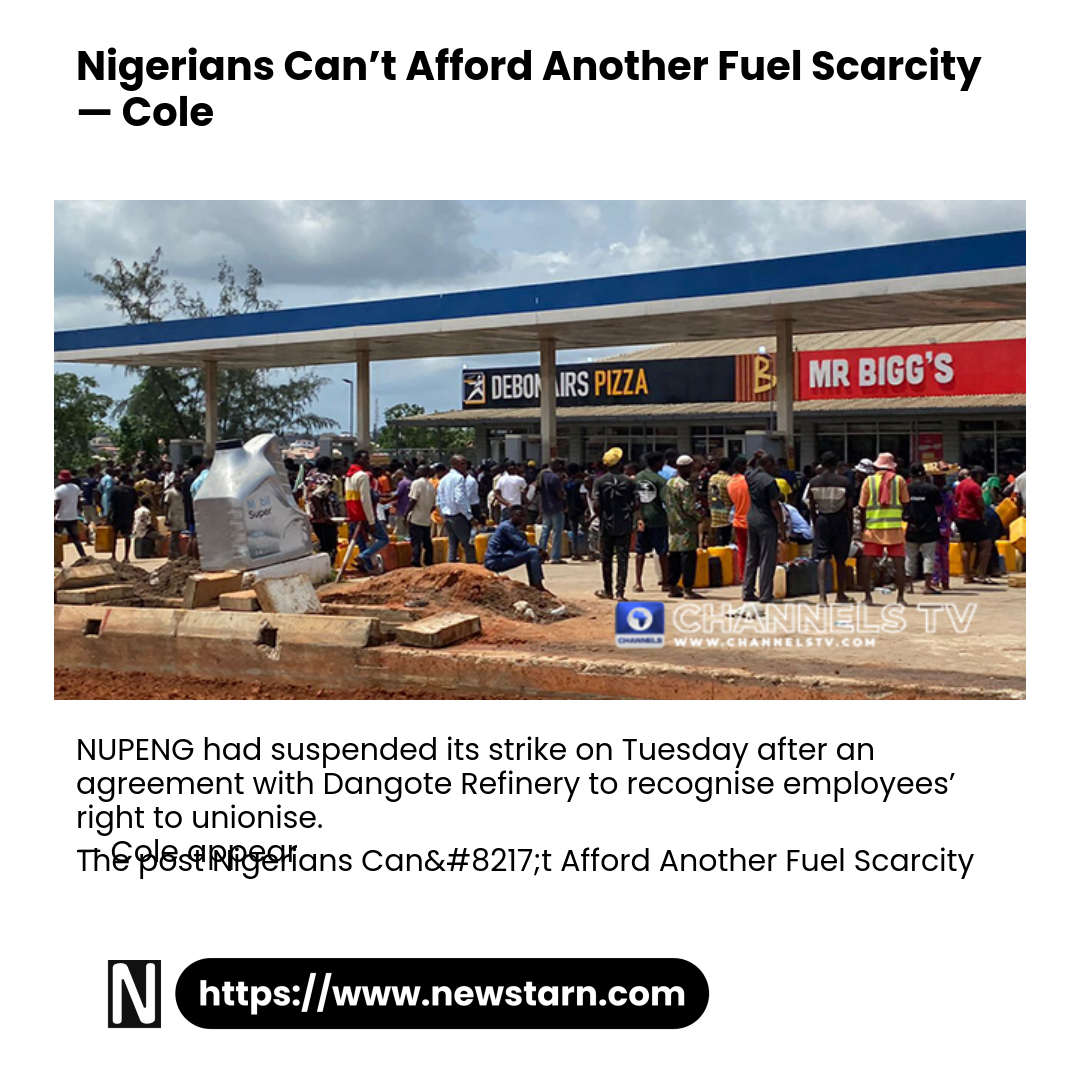 Nigerians Can’t Afford Another Fuel Scarcity
— Cole
DEBONAIRS PIZZA
MR BIGG'S
Super
CHANNELS
CHANNELS TV
WWW.CHANNELSTV.COM
NUPENG had suspended its strike on Tuesday after an
agreement with Dangote Refinery to recognise employees’
right to unionise.
— Cole appear
The post Nigerians Can&#8217;t Afford Another Fuel Scarcity
N
https://www.newstarn.com